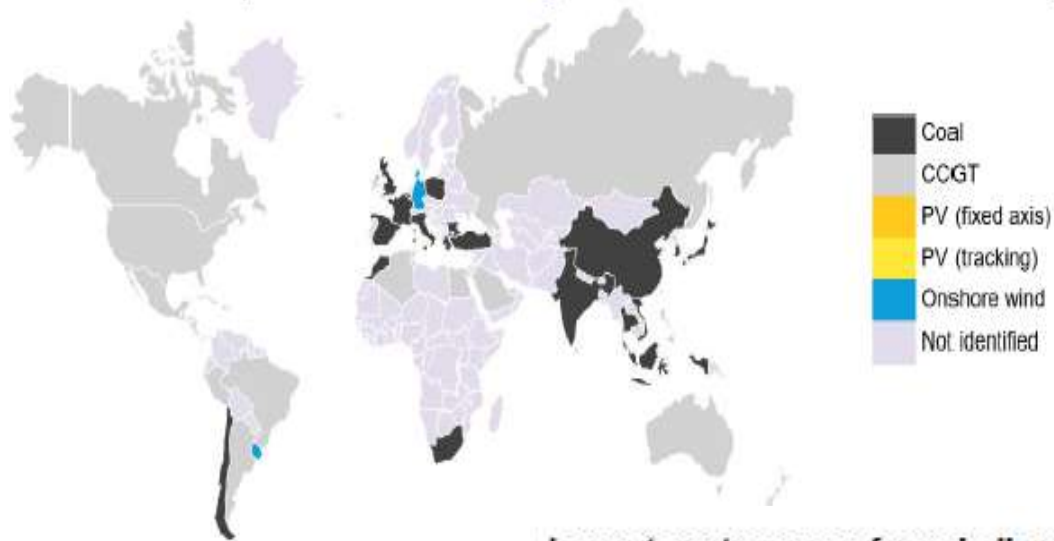 Coal
CCGT
PV (fixed axis)
PV (tracking)
Onshore wind
Not identified